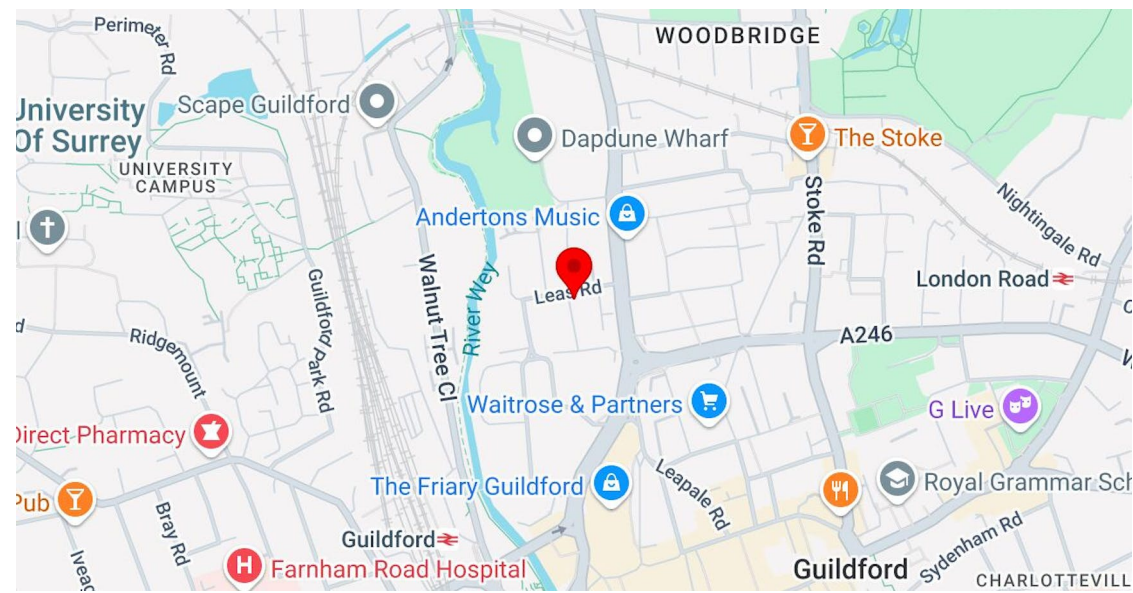 Perimeter Rd
WOODBRIDGE
University
Of Surrey
Scape Guildford
UNIVERSITY
CAMPUS
Dapdune Wharf
The Stoke
Andertons Music
Stoke Rd
Nightingale Rd
Walnut Tree Cl
River Wey
Leas Rd
London Road
Guildford Park Rd
Ridgemount
A246
Waitrose & Partners
G Live
Direct Pharmacy
The Friary Guildford
Leapale Rd
Royal Grammar Sch
Pub
Bray Rd
Guildford
Sydenham Rd
Farnham Road Hospital
Guildford
CHARLOTTEVILL
Iveag